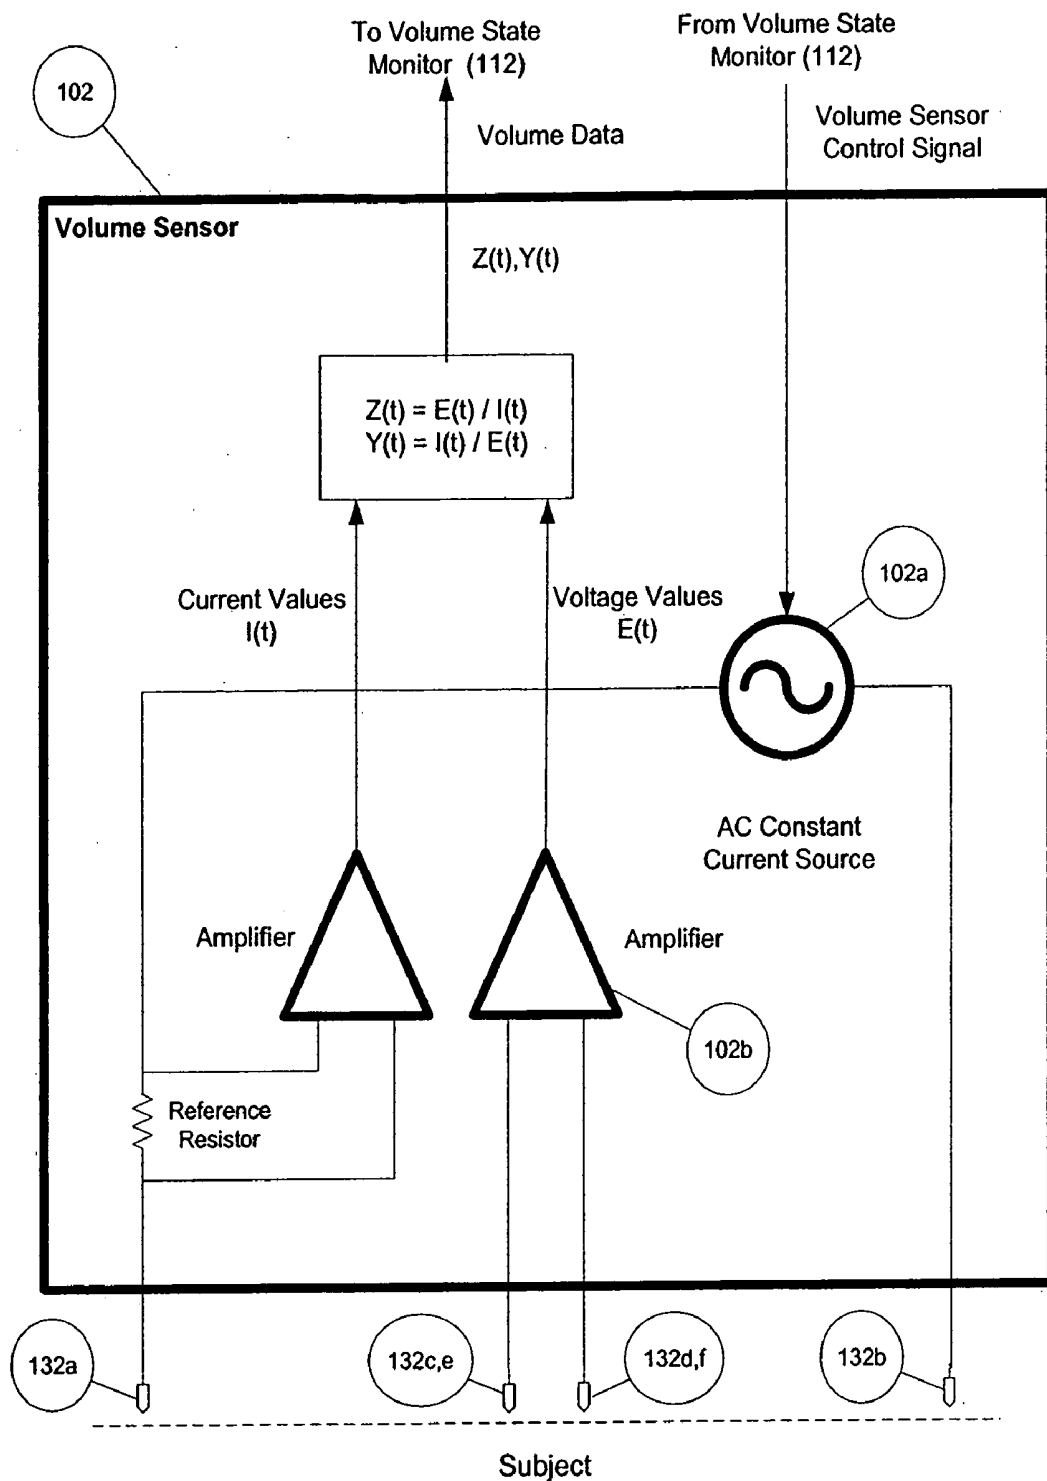 To Volume State
Monitor (112)
From Volume State
Monitor (112)
102
Volume Data
Volume Sensor
Control Signal
Volume Sensor
Z(t),Y(t)
Z(t) = E(t) / I(t)
Y(t) = I(t) / E(t)
102a
Current Values
I(t)
Voltage Values
E(t)
AC Constant
Current Source
Amplifier
Amplifier
102b
Reference
Resistor
132a
132c,e
132d,f
132b
Subject